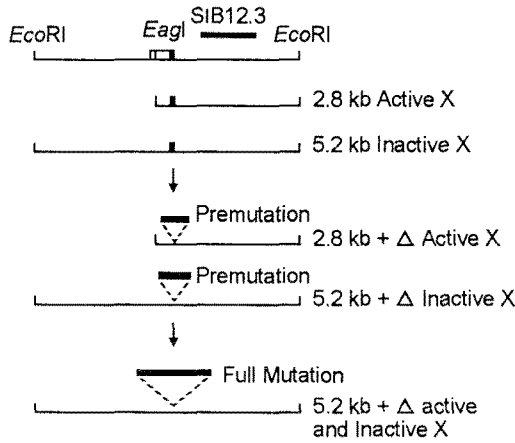 StB12.3
EcoRI EagI EcoRI
2.8 kb Active X
5.2 kb Inactive X
Premutation
2.8 kb + Δ Active X
Premutation
5.2 kb + Δ Inactive X
Full Mutation
5.2 kb + Δ active
and Inactive X